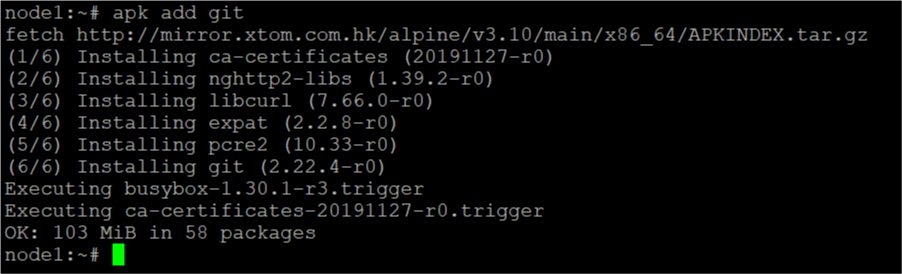 node1:~# apk add git
fetch http://mirror.xtom.com.hk/alpine/v3.10/main/x86_64/APKINDEX.tar.gz
(1/6) Installing ca-certificates (20191127-r0)
(2/6) Installing nghttp2-libs (1.39.2-r0)
(3/6) Installing libcurl (7.66.0-r0)
(4/6) Installing expat (2.2.8-r0)
(5/6) Installing pcre2 (10.33-r0)
(6/6) Installing git (2.22.4-r0)
Executing busybox-1.30.1-r3.trigger
Executing ca-certificates-20191127-r0.trigger
OK: 103 MiB in 58 packages
node1:~#